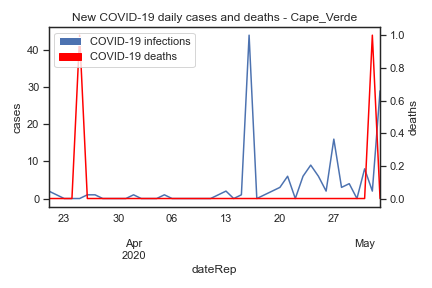 New COVID-19 daily cases and deaths - Cape_Verde
COVID-19 infections
COVID-19 deaths
40
30
20
10
0
cases
1.0
0.8
0.6
0.4
0.2
0.0
deaths
23 30 06 13 20 27
Apr May
2020
dateRep